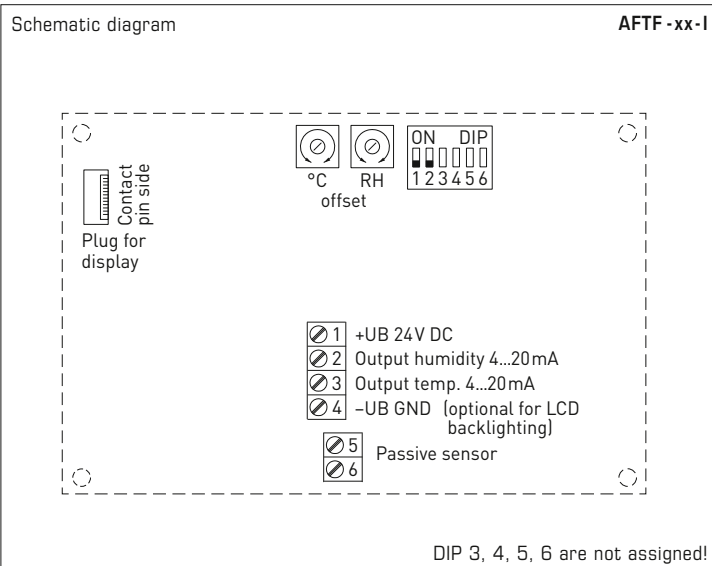 Schematic diagram
AFTF-xx-I
ON DIP
1 2 3 4 5 6
°C RH
offset
Contact
pin side
Plug for
display
1 +UB 24V DC
2 Output humidity 4...20mA
3 Output temp. 4...20mA
4 –UB GND (optional for LCD
backlighting)
5
Passive sensor
6
DIP 3, 4, 5, 6 are not assigned!